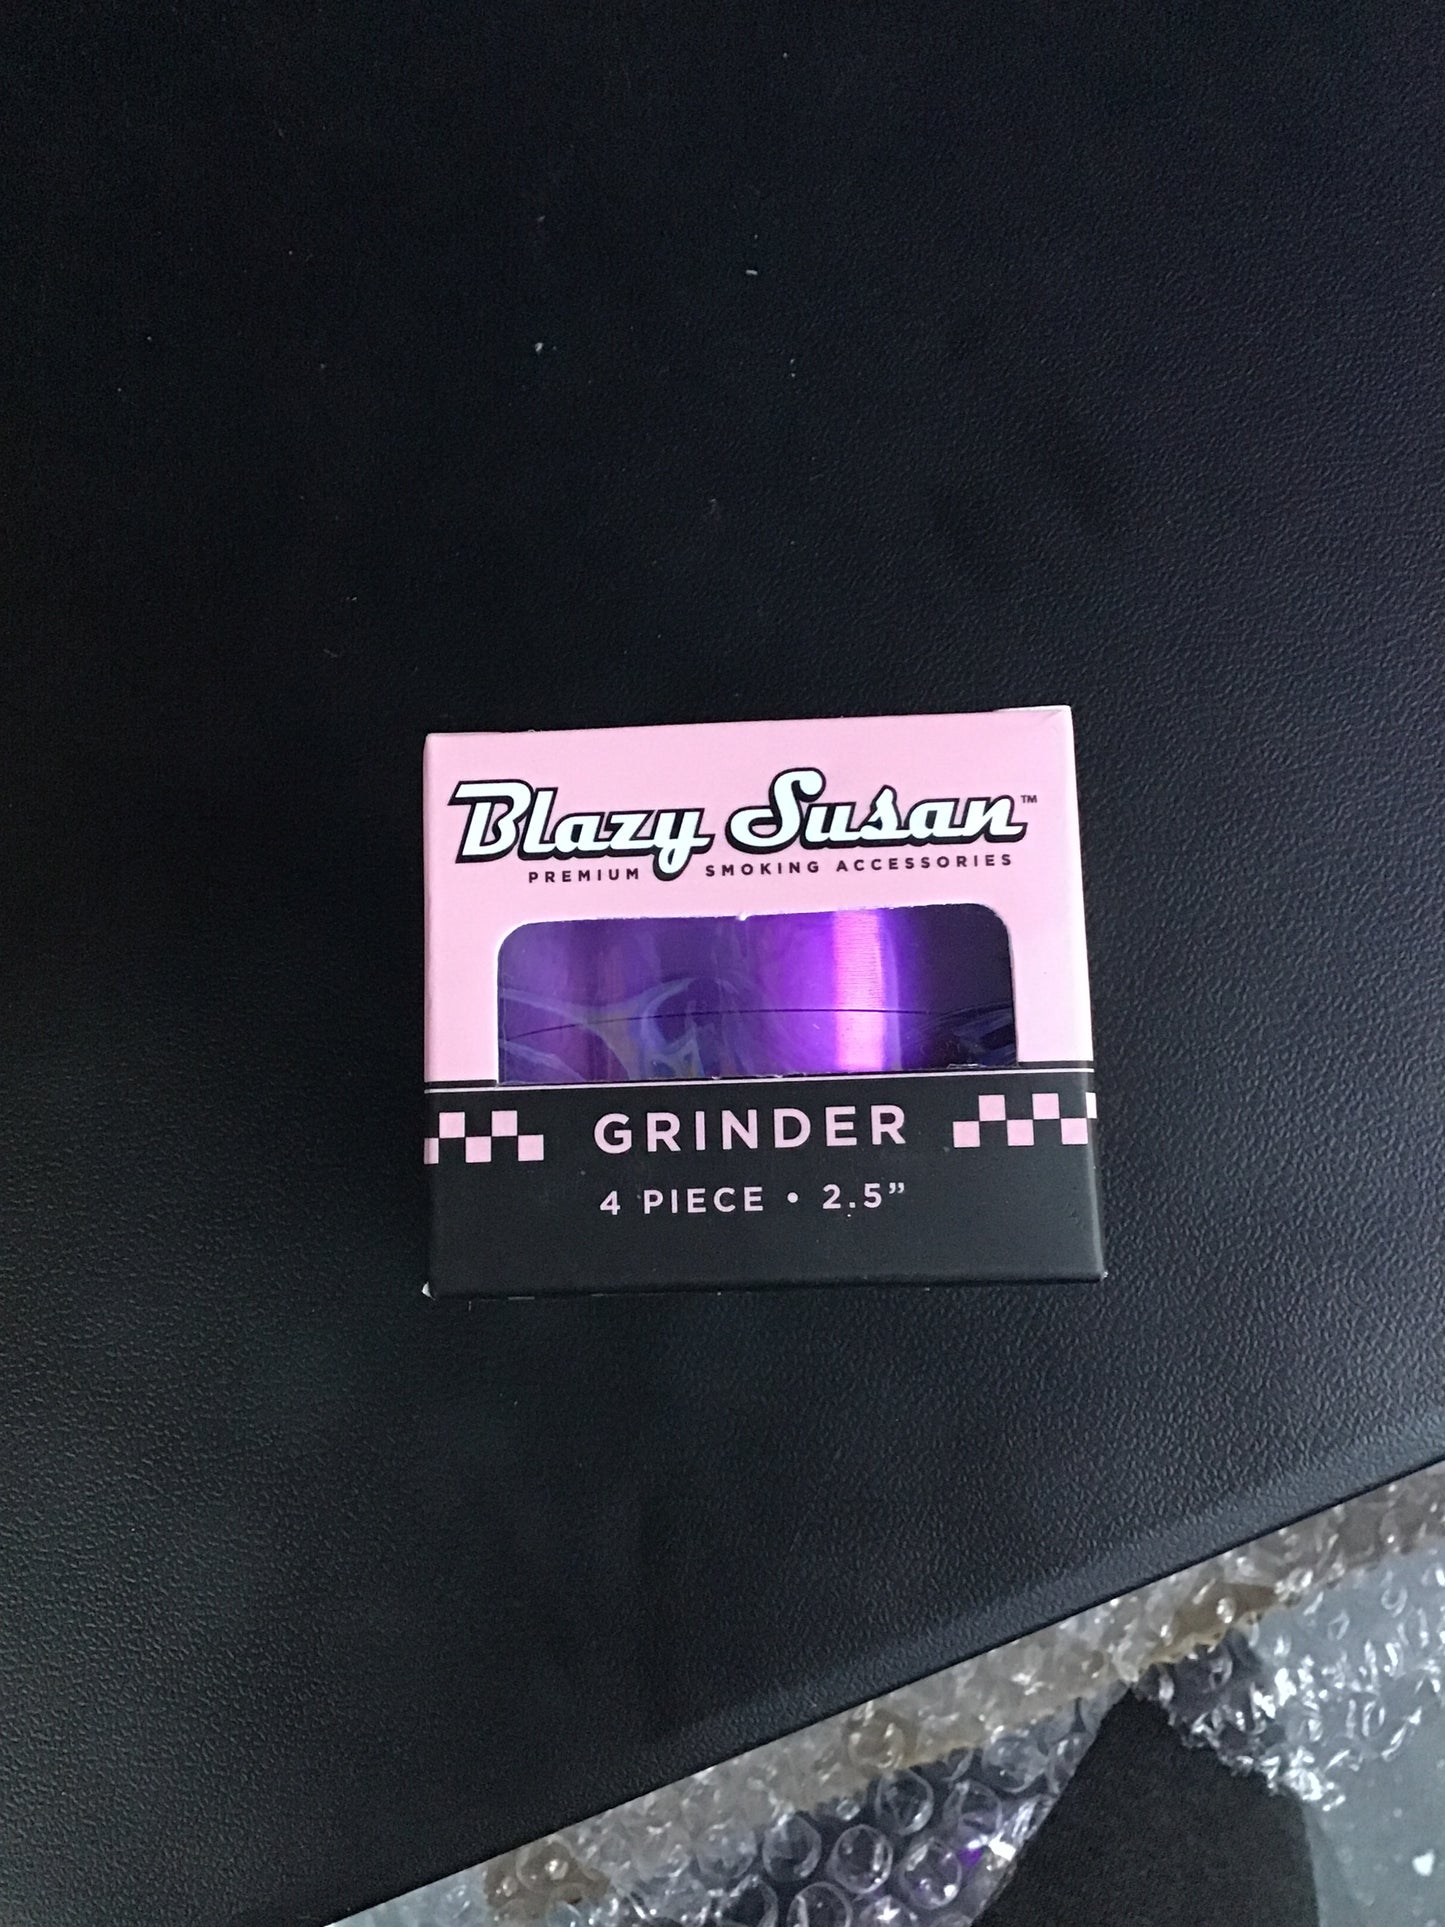 Blazy Susan™
PREMIUM SMOKING ACCESSORIES
GRINDER
4 PIECE • 2.5”